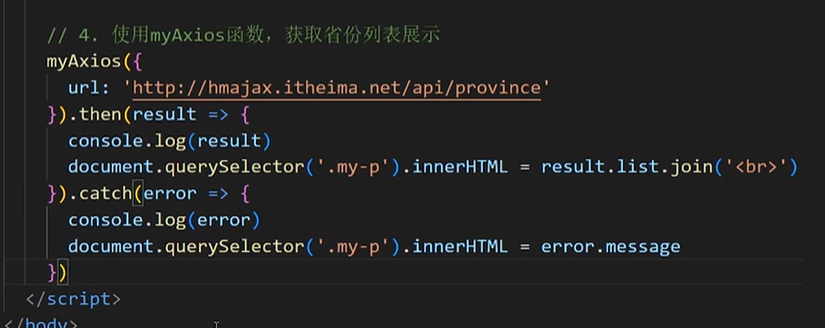 // 4. 使用myAxios函数，获取省份列表展示
myAxios({
url: 'http://hmajax.itheima.net/api/province'
}).then(result => {
console.log(result)
document.querySelector('.my-p').innerHTML = result.list.join('<br>')
}).catch(error => {
console.log(error)
document.querySelector('.my-p').innerHTML = error.message
})
</script>
</body>